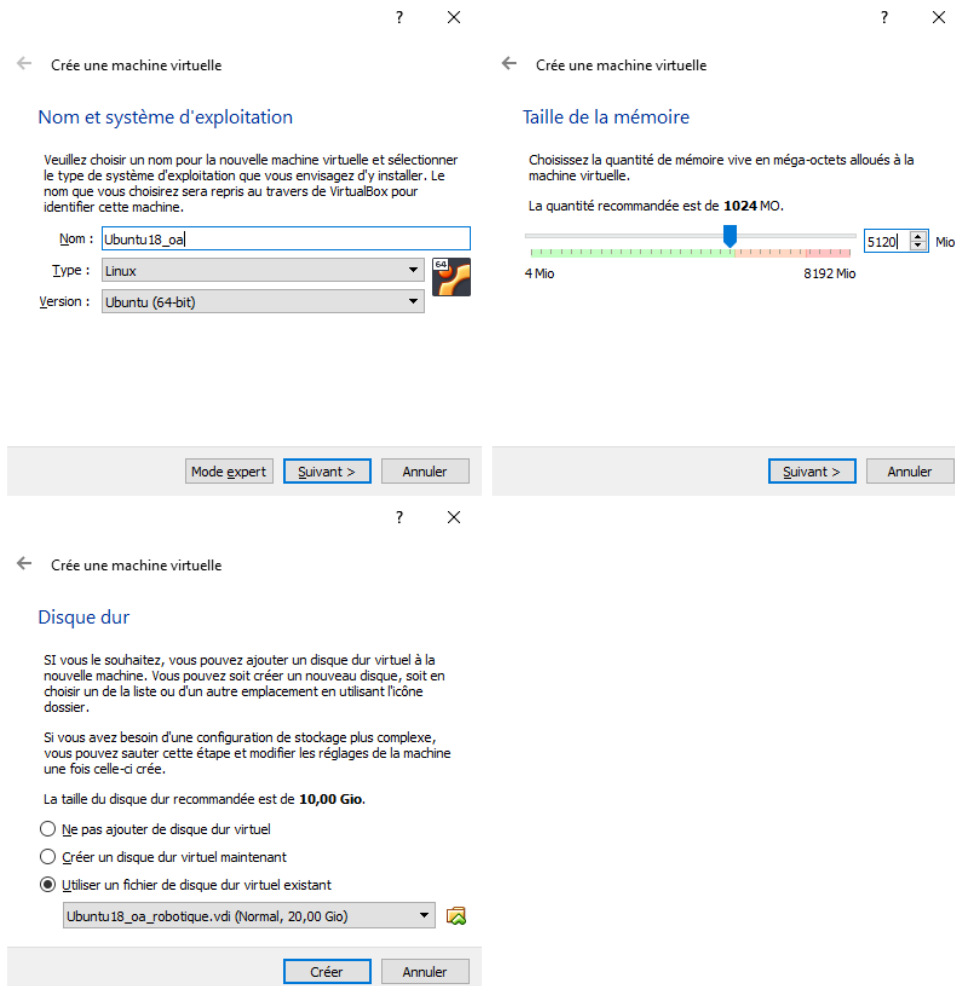 ?
Crée une machine virtuelle
Nom et système d'exploitation
Veuillez choisir un nom pour la nouvelle machine virtuelle et sélectionner
le type de système d'exploitation que vous envisagez d'y installer. Le
nom que vous choisirez sera repris au travers de VirtualBox pour
identifier cette machine.
Nom : Ubuntu18_oa
Type : Linux
64
Version : Ubuntu (64-bit)
Mode expert Suivant > Annuler
?
Crée une machine virtuelle
Taille de la mémoire
Choisissez la quantité de mémoire vive en méga-octets alloués à la
machine virtuelle.
La quantité recommandée est de 1024 MO.
5120 Mio
4 Mio 8192 Mio
Suivant > Annuler
?
Crée une machine virtuelle
Disque dur
SI vous le souhaitez, vous pouvez ajouter un disque dur virtuel à la
nouvelle machine. Vous pouvez soit créer un nouveau disque, soit en
choisir un de la liste ou d'un autre emplacement en utilisant l'icône
dossier.
Si vous avez besoin d'une configuration de stockage plus complexe,
vous pouvez sauter cette étape et modifier les réglages de la machine
une fois celle-ci crée.
La taille du disque dur recommandée est de 10,00 Gio.
Ne pas ajouter de disque dur virtuel
Créer un disque dur virtuel maintenant
Utiliser un fichier de disque dur virtuel existant
Ubuntu18_oa_robotique.vdi (Normal, 20,00 Gio)
Créer Annuler